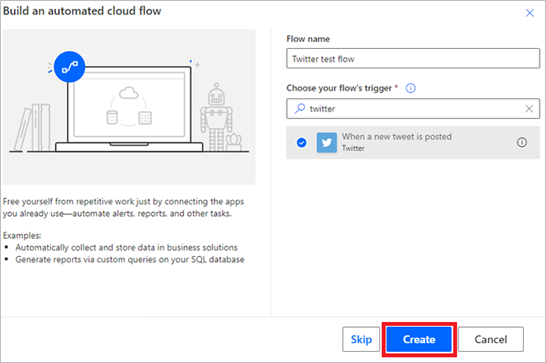 Build an automated cloud flow
Free yourself from repetitive work just by connecting the apps
you already use—automate alerts, reports, and other tasks.
Examples:
• Automatically collect and store data in business solutions
• Generate reports via custom queries on your SQL database
Flow name
Twitter test flow
Choose your flow's trigger *
twitter
When a new tweet is posted
Twitter
Skip
Create
Cancel